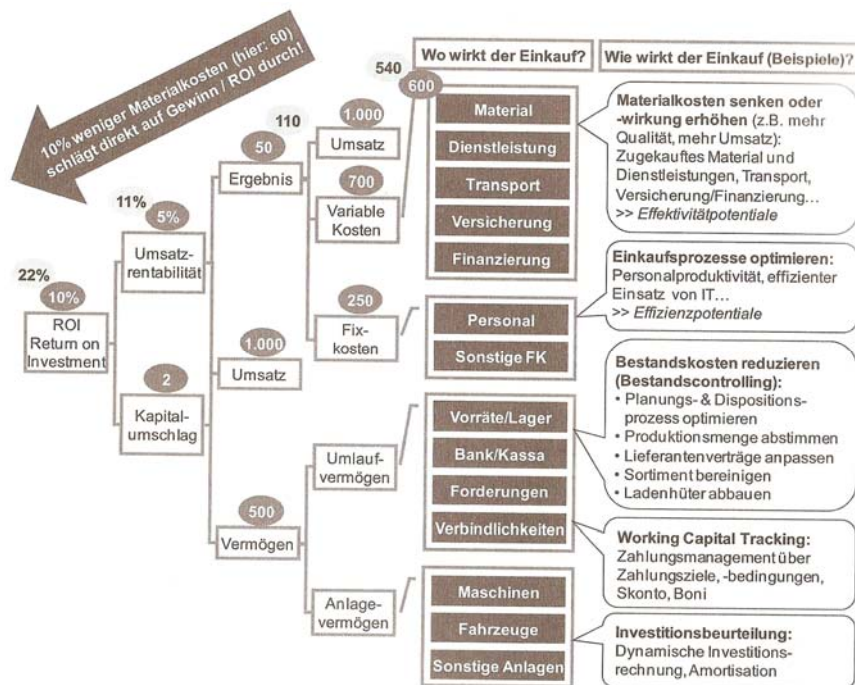 10% weniger Materialkosten (hier: 60)
schlägt direkt auf Gewinn / ROI durch!
Wo wirkt der Einkauf?
Wie wirkt der Einkauf (Beispiele)?
22%
10%
ROI
Return on
Investment
11%
5%
Umsatz-
rentabilität
2
Kapital-
umschlag
110
50
Ergebnis
1.000
Umsatz
500
Vermögen
1.000
Umsatz
700
Variable
Kosten
250
Fix-
kosten
Umlauf-
vermögen
Anlage-
vermögen
540
600
Material
Dienstleistung
Transport
Versicherung
Finanzierung
Personal
Sonstige FK
Vorräte/Lager
Bank/Kassa
Forderungen
Verbindlichkeiten
Maschinen
Fahrzeuge
Sonstige Anlagen
Materialkosten senken oder
-wirkung erhöhen (z.B. mehr
Qualität, mehr Umsatz):
Zugekauftes Material und
Dienstleistungen, Transport,
Versicherung/Finanzierung...
>> Effektivitätpotentiale
Einkaufsprozesse optimieren:
Personalproduktivität, effizienter
Einsatz von IT...
>> Effizienzpotentiale
Bestandskosten reduzieren
(Bestandscontrolling):
• Planungs- & Dispositions-
prozess optimieren
• Produktionsmenge abstimmen
• Lieferantenverträge anpassen
• Sortiment bereinigen
• Ladenhüter abbauen
Working Capital Tracking:
Zahlungsmanagement über
Zahlungsziele, -bedingungen,
Skonto, Boni
Investitionsbeurteilung:
Dynamische Investitions-
rechnung, Amortisation